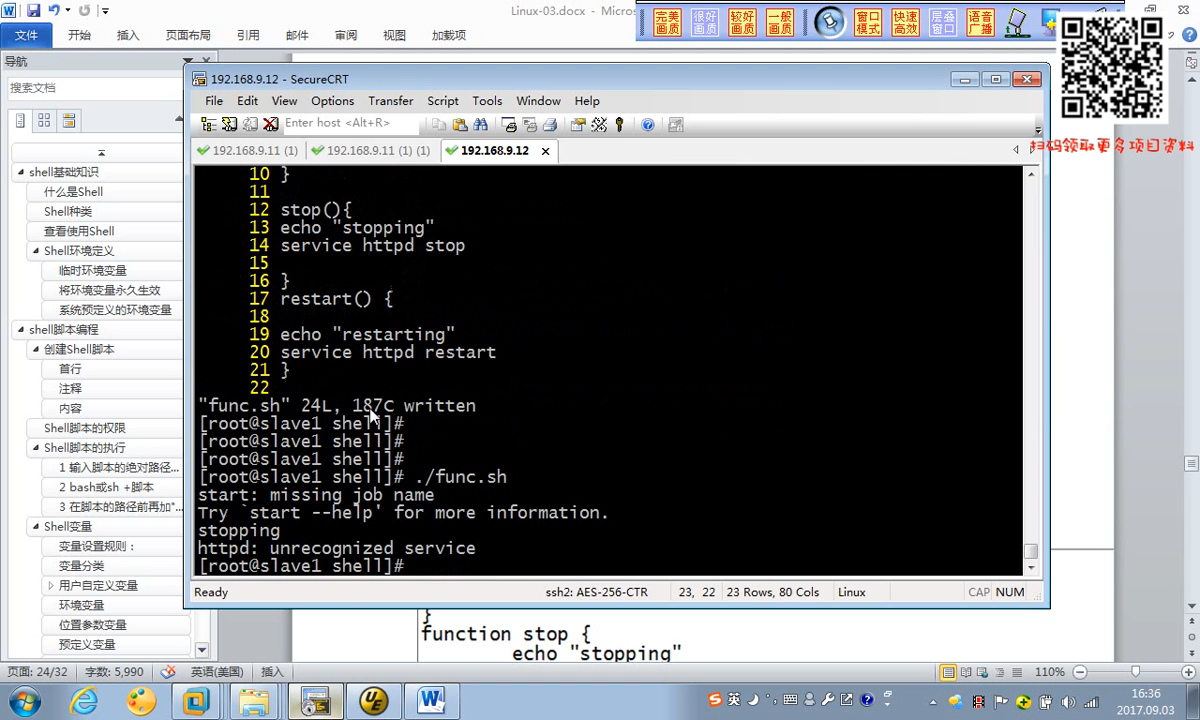 Linux-03.docx - Micros
完美画质
很好画质
较好画质
一般画质
窗口模式
快速高效
层叠窗口
语音广播
文件 开始 插入 页面布局 引用 邮件 审阅 视图 加载项
扫码领取更多项目资料
导航
搜索文档
shell基础知识
什么是Shell
Shell种类
查看使用Shell
Shell环境定义
临时环境变量
将环境变量永久生效
系统预定义的环境变量
shell脚本编程
创建Shell脚本
首行
注释
内容
Shell脚本的权限
Shell脚本的执行
1 输入脚本的绝对路径...
2 bash或sh +脚本
3 在脚本的路径前再加"...
Shell变量
变量设置规则：
变量分类
用户自定义变量
环境变量
位置参数变量
预定义变量
192.168.9.12 - SecureCRT
File Edit View Options Transfer Script Tools Window Help
Enter host <Alt+R>
192.168.9.11 (1) 192.168.9.11 (1) (1) 192.168.9.12
10 }
11
12 stop(){
13 echo "stopping"
14 service httpd stop
15
16 }
17 restart() {
18
19 echo "restarting"
20 service httpd restart
21 }
22
"func.sh" 24L, 187C written
[root@slave1 shell]#
[root@slave1 shell]#
[root@slave1 shell]#
[root@slave1 shell]# ./func.sh
start: missing job name
Try `start --help' for more information.
stopping
httpd: unrecognized service
[root@slave1 shell]#
Ready ssh2: AES-256-CTR 23, 22 23 Rows, 80 Cols Linux CAP NUM
}
function stop {
echo "stopping"
页面: 24/32 字数: 5,990 英语(美国) 插入 110%
英
16:36
2017.09.03